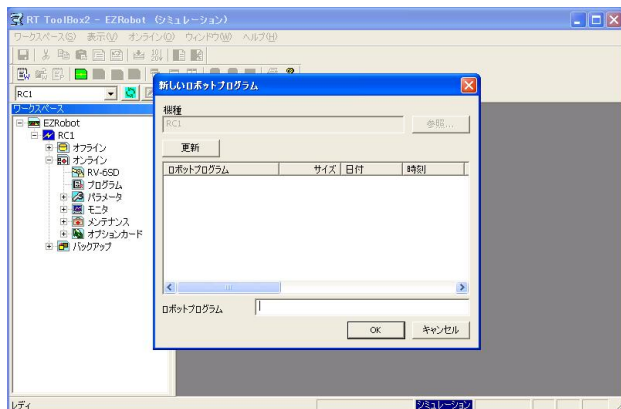 RT ToolBox2 - EZRobot (シミュレーション)
ワークスペース(S) 表示(V) オンライン(O) ウィンドウ(W) ヘルプ(H)
RC1
ワークスペース
EZRobot
RC1
オフライン
オンライン
RV-6SD
プログラム
パラメータ
モニタ
メンテナンス
オプションカード
バックアップ
新しいロボットプログラム
機種
RC1
参照...
更新
ロボットプログラム サイズ 日付 時刻
ロボットプログラム
OK キャンセル
レディ シミュレーション